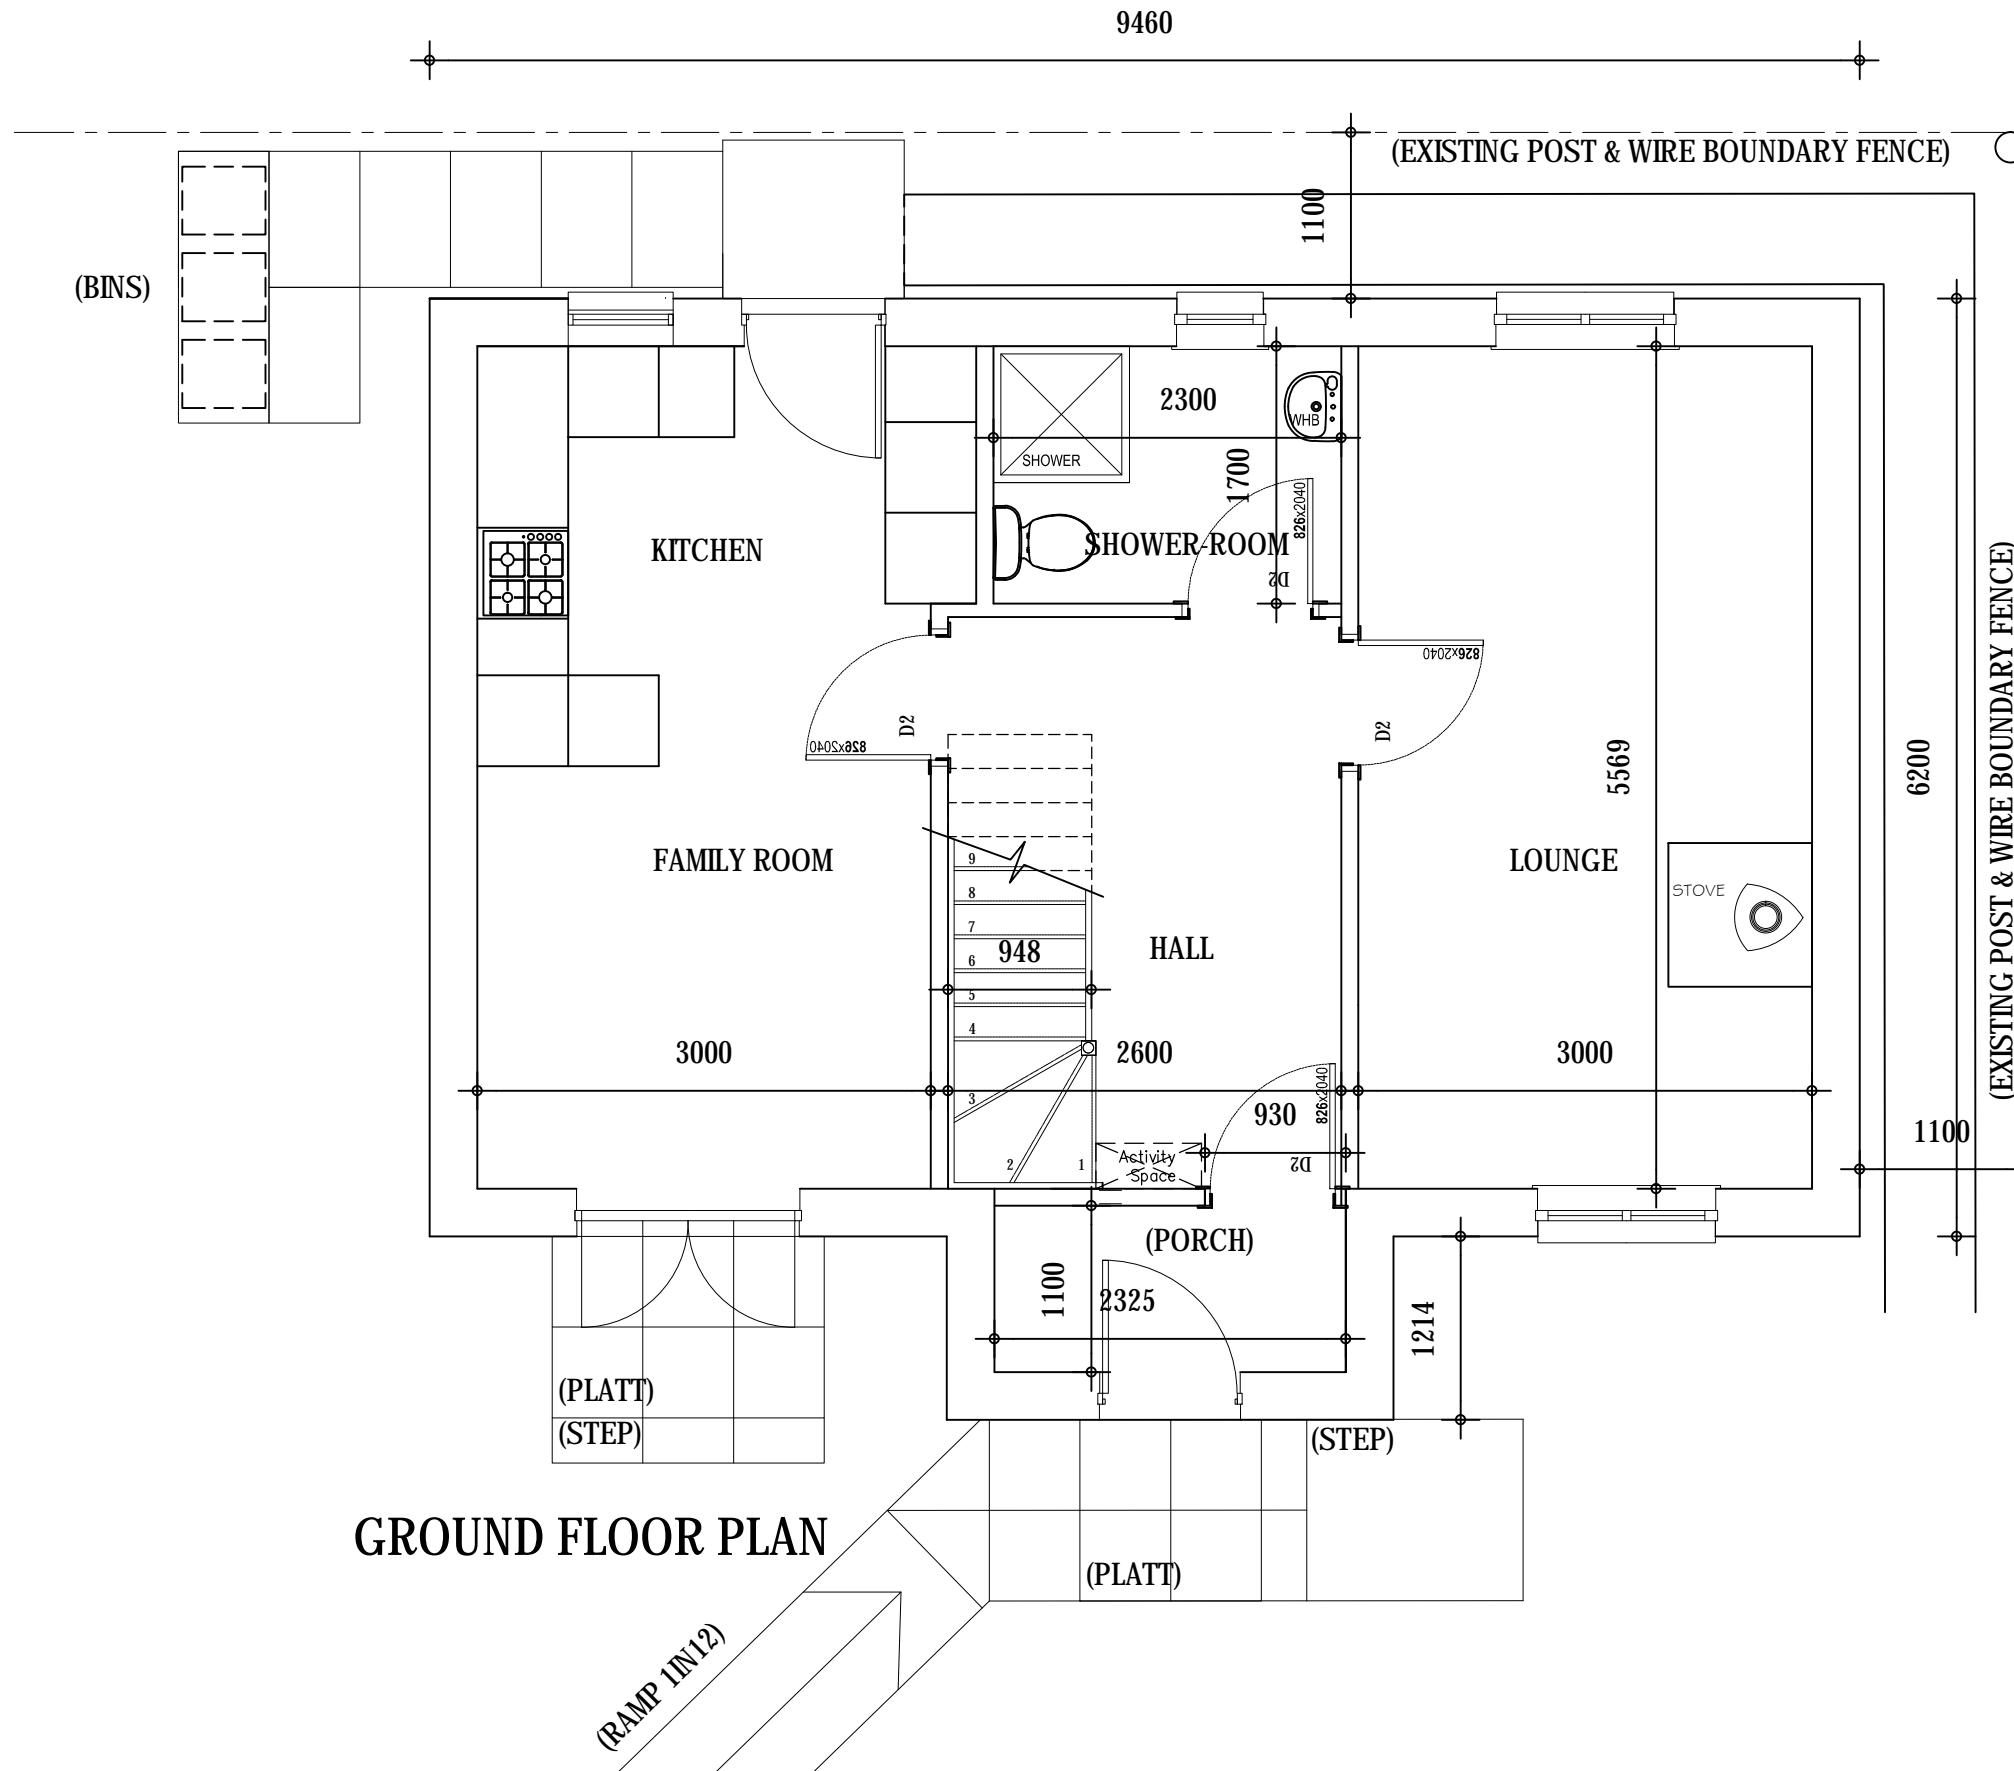 9460
(EXISTING POST & WIRE BOUNDARY FENCE)
1100
(BINS)
2300
WHB
SHOWER
1700
826x2040
KITCHEN
SHOWER-ROOM
D2
826x2040
D2
826x2040
D2
5569
6200
(EXISTING POST & WIRE BOUNDARY FENCE)
FAMILY ROOM
LOUNGE
STOVE
9
8
7
6
5
4
3
2
1
948
HALL
3000
2600
3000
826x2040
930
1100
Activity
Space
D2
(PORCH)
1100
2325
1214
(PLATT)
(STEP)
(STEP)
GROUND FLOOR PLAN
(PLATT)
(RAMP 1IN12)